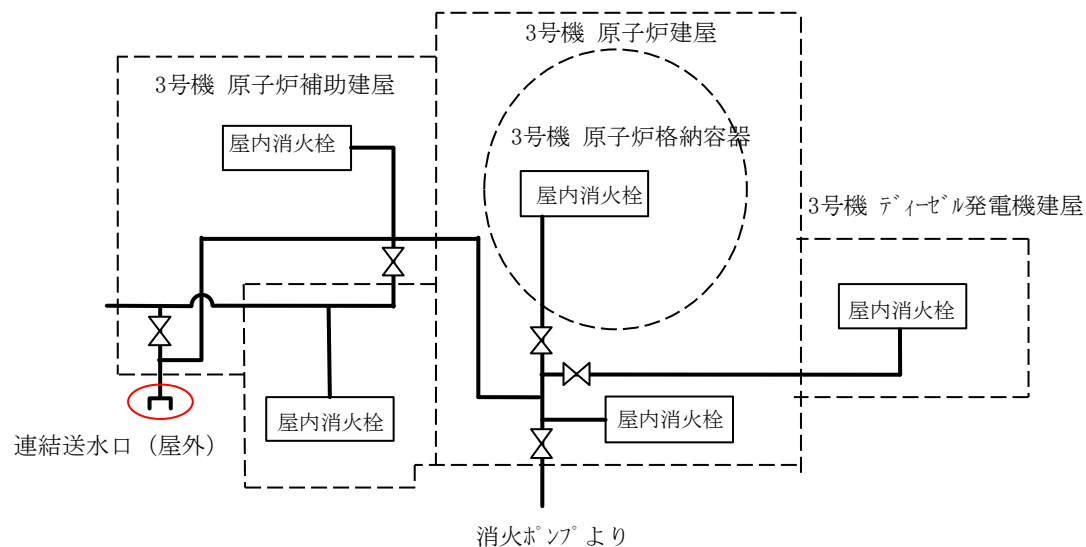 3号機 原子炉建屋
3号機 原子炉補助建屋
屋内消火栓
3号機 原子炉格納容器
屋内消火栓
3号機 ディーゼル発電機建屋
屋内消火栓
屋内消火栓
屋内消火栓
連結送水口（屋外）
消火ポンプより